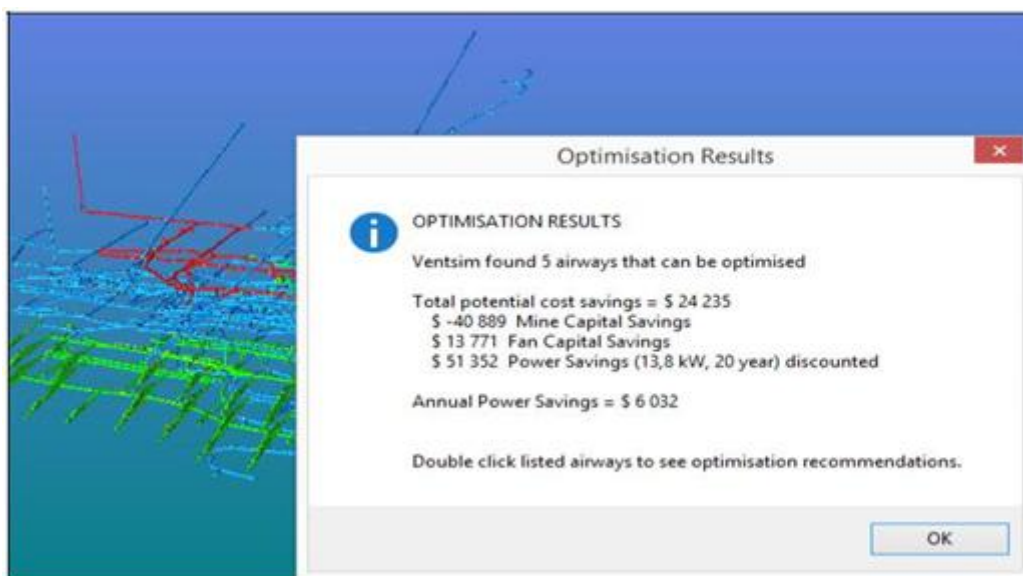 Optimisation Results
OPTIMISATION RESULTS
Ventsim found 5 airways that can be optimised
Total potential cost savings = $ 24 235
$ -40 889 Mine Capital Savings
$ 13 771 Fan Capital Savings
$ 51 352 Power Savings (13,8 kW, 20 year) discounted
Annual Power Savings = $ 6 032
Double click listed airways to see optimisation recommendations.
OK